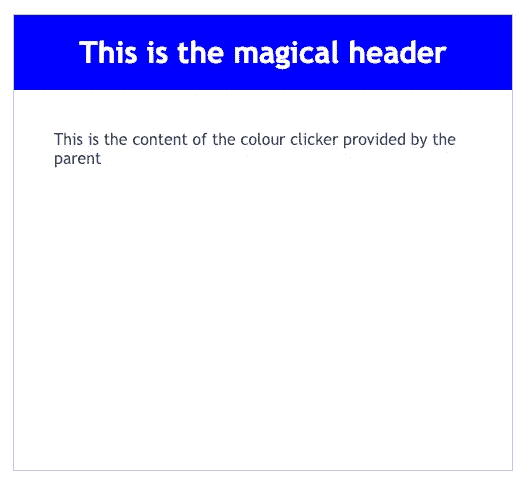 This is the magical header
This is the content of the colour clicker provided by the
parent